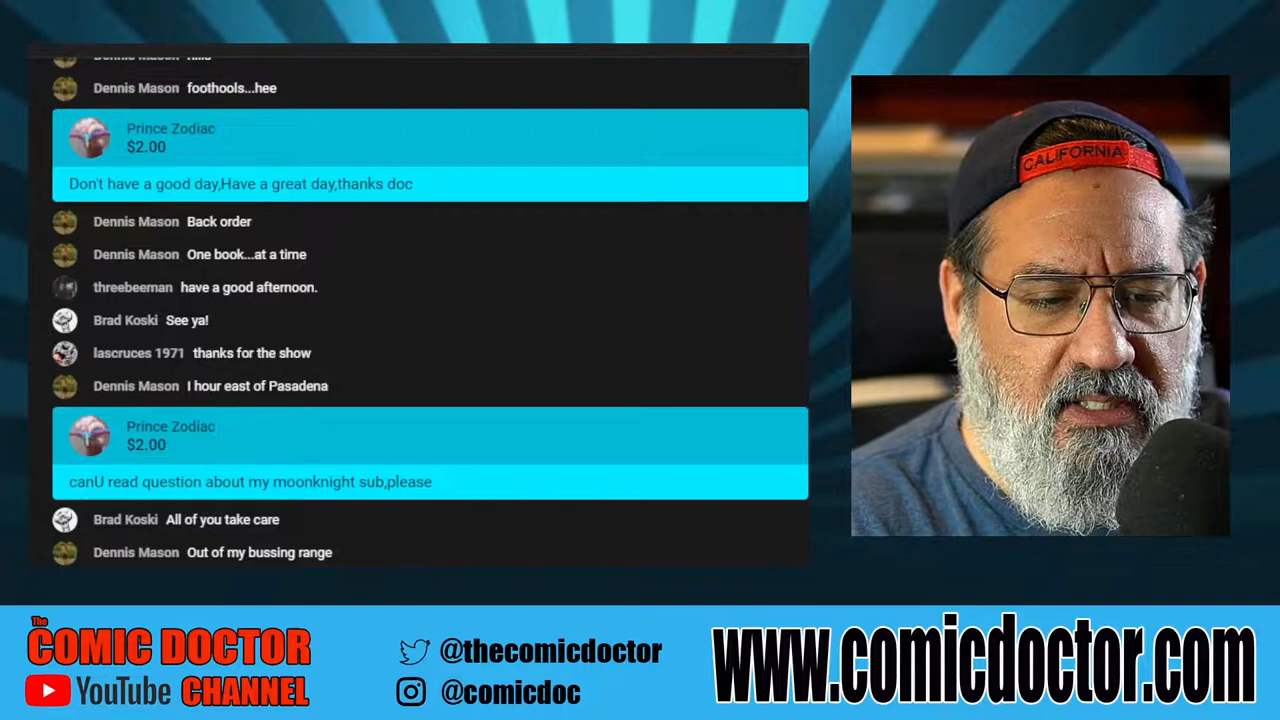 Dennis Mason
Dennis Mason foothools...hee
Prince Zodiac
$2.00
Don't have a good day,Have a great day,thanks doc
Dennis Mason Back order
Dennis Mason One book...at a time
threebeeman have a good afternoon.
Brad Koski See ya!
lascruces 1971 thanks for the show
Dennis Mason I hour east of Pasadena
Prince Zodiac
$2.00
canU read question about my moonknight sub,please
Brad Koski All of you take care
Dennis Mason Out of my bussing range
CALIFORNIA
The
COMIC DOCTOR
YouTube CHANNEL
@thecomicdoctor
@comicdoc
www.comicdoctor.com